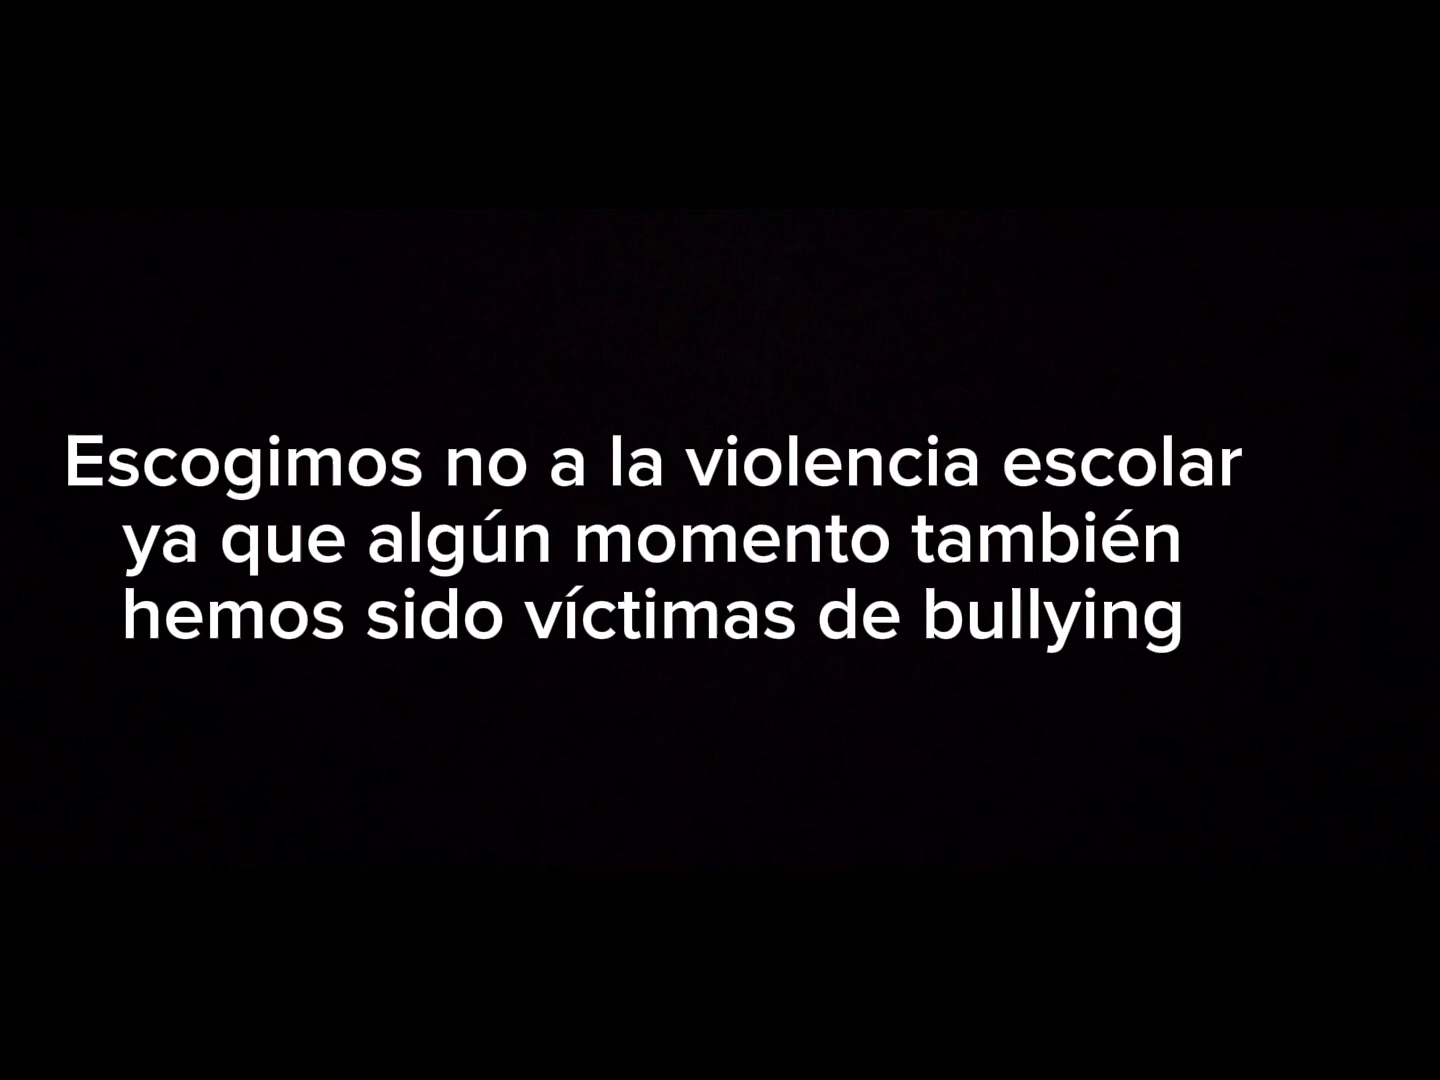 Escogimos no a la violencia escolar
ya que algún momento también
hemos sido víctimas de bullying